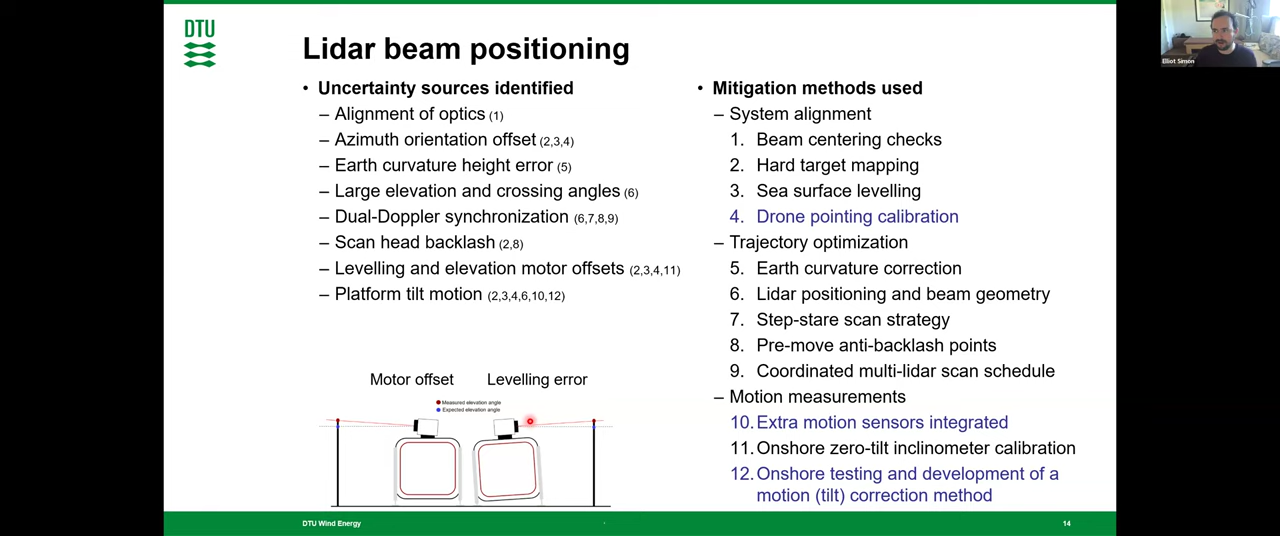 DTU
Lidar beam positioning
• Uncertainty sources identified
– Alignment of optics (1)
– Azimuth orientation offset (2,3,4)
– Earth curvature height error (5)
– Large elevation and crossing angles (6)
– Dual-Doppler synchronization (6,7,8,9)
– Scan head backlash (2,8)
– Levelling and elevation motor offsets (2,3,4,11)
– Platform tilt motion (2,3,4,6,10,12)
Motor offset
Levelling error
Measured elevation angle
Expected elevation angle
• Mitigation methods used
– System alignment
1. Beam centering checks
2. Hard target mapping
3. Sea surface levelling
4. Drone pointing calibration
– Trajectory optimization
5. Earth curvature correction
6. Lidar positioning and beam geometry
7. Step-stare scan strategy
8. Pre-move anti-backlash points
9. Coordinated multi-lidar scan schedule
– Motion measurements
10. Extra motion sensors integrated
11. Onshore zero-tilt inclinometer calibration
12. Onshore testing and development of a
motion (tilt) correction method
DTU Wind Energy
14
Elliot Simon